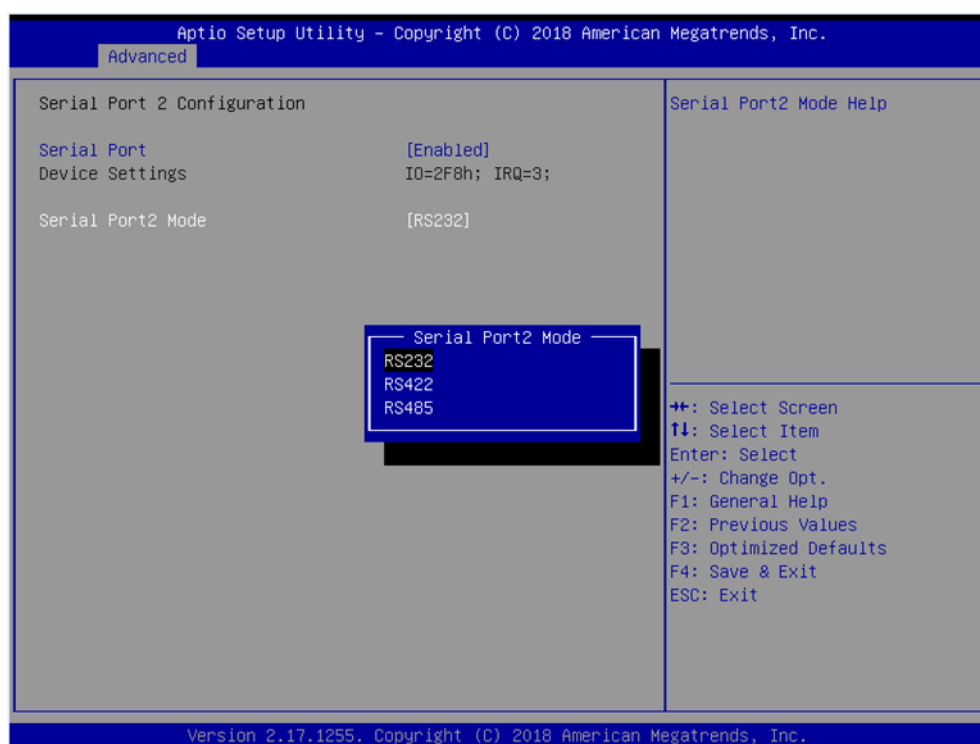 Aptio Setup Utility – Copyright (C) 2018 American Megatrends, Inc.
Advanced
Serial Port 2 Configuration
Serial Port [Enabled]
Device Settings IO=2F8h; IRQ=3;
Serial Port2 Mode [RS232]
Serial Port2 Mode
RS232
RS422
RS485
Serial Port2 Mode Help
→←: Select Screen
↑↓: Select Item
Enter: Select
+/-: Change Opt.
F1: General Help
F2: Previous Values
F3: Optimized Defaults
F4: Save & Exit
ESC: Exit
Version 2.17.1255. Copyright (C) 2018 American Megatrends, Inc.